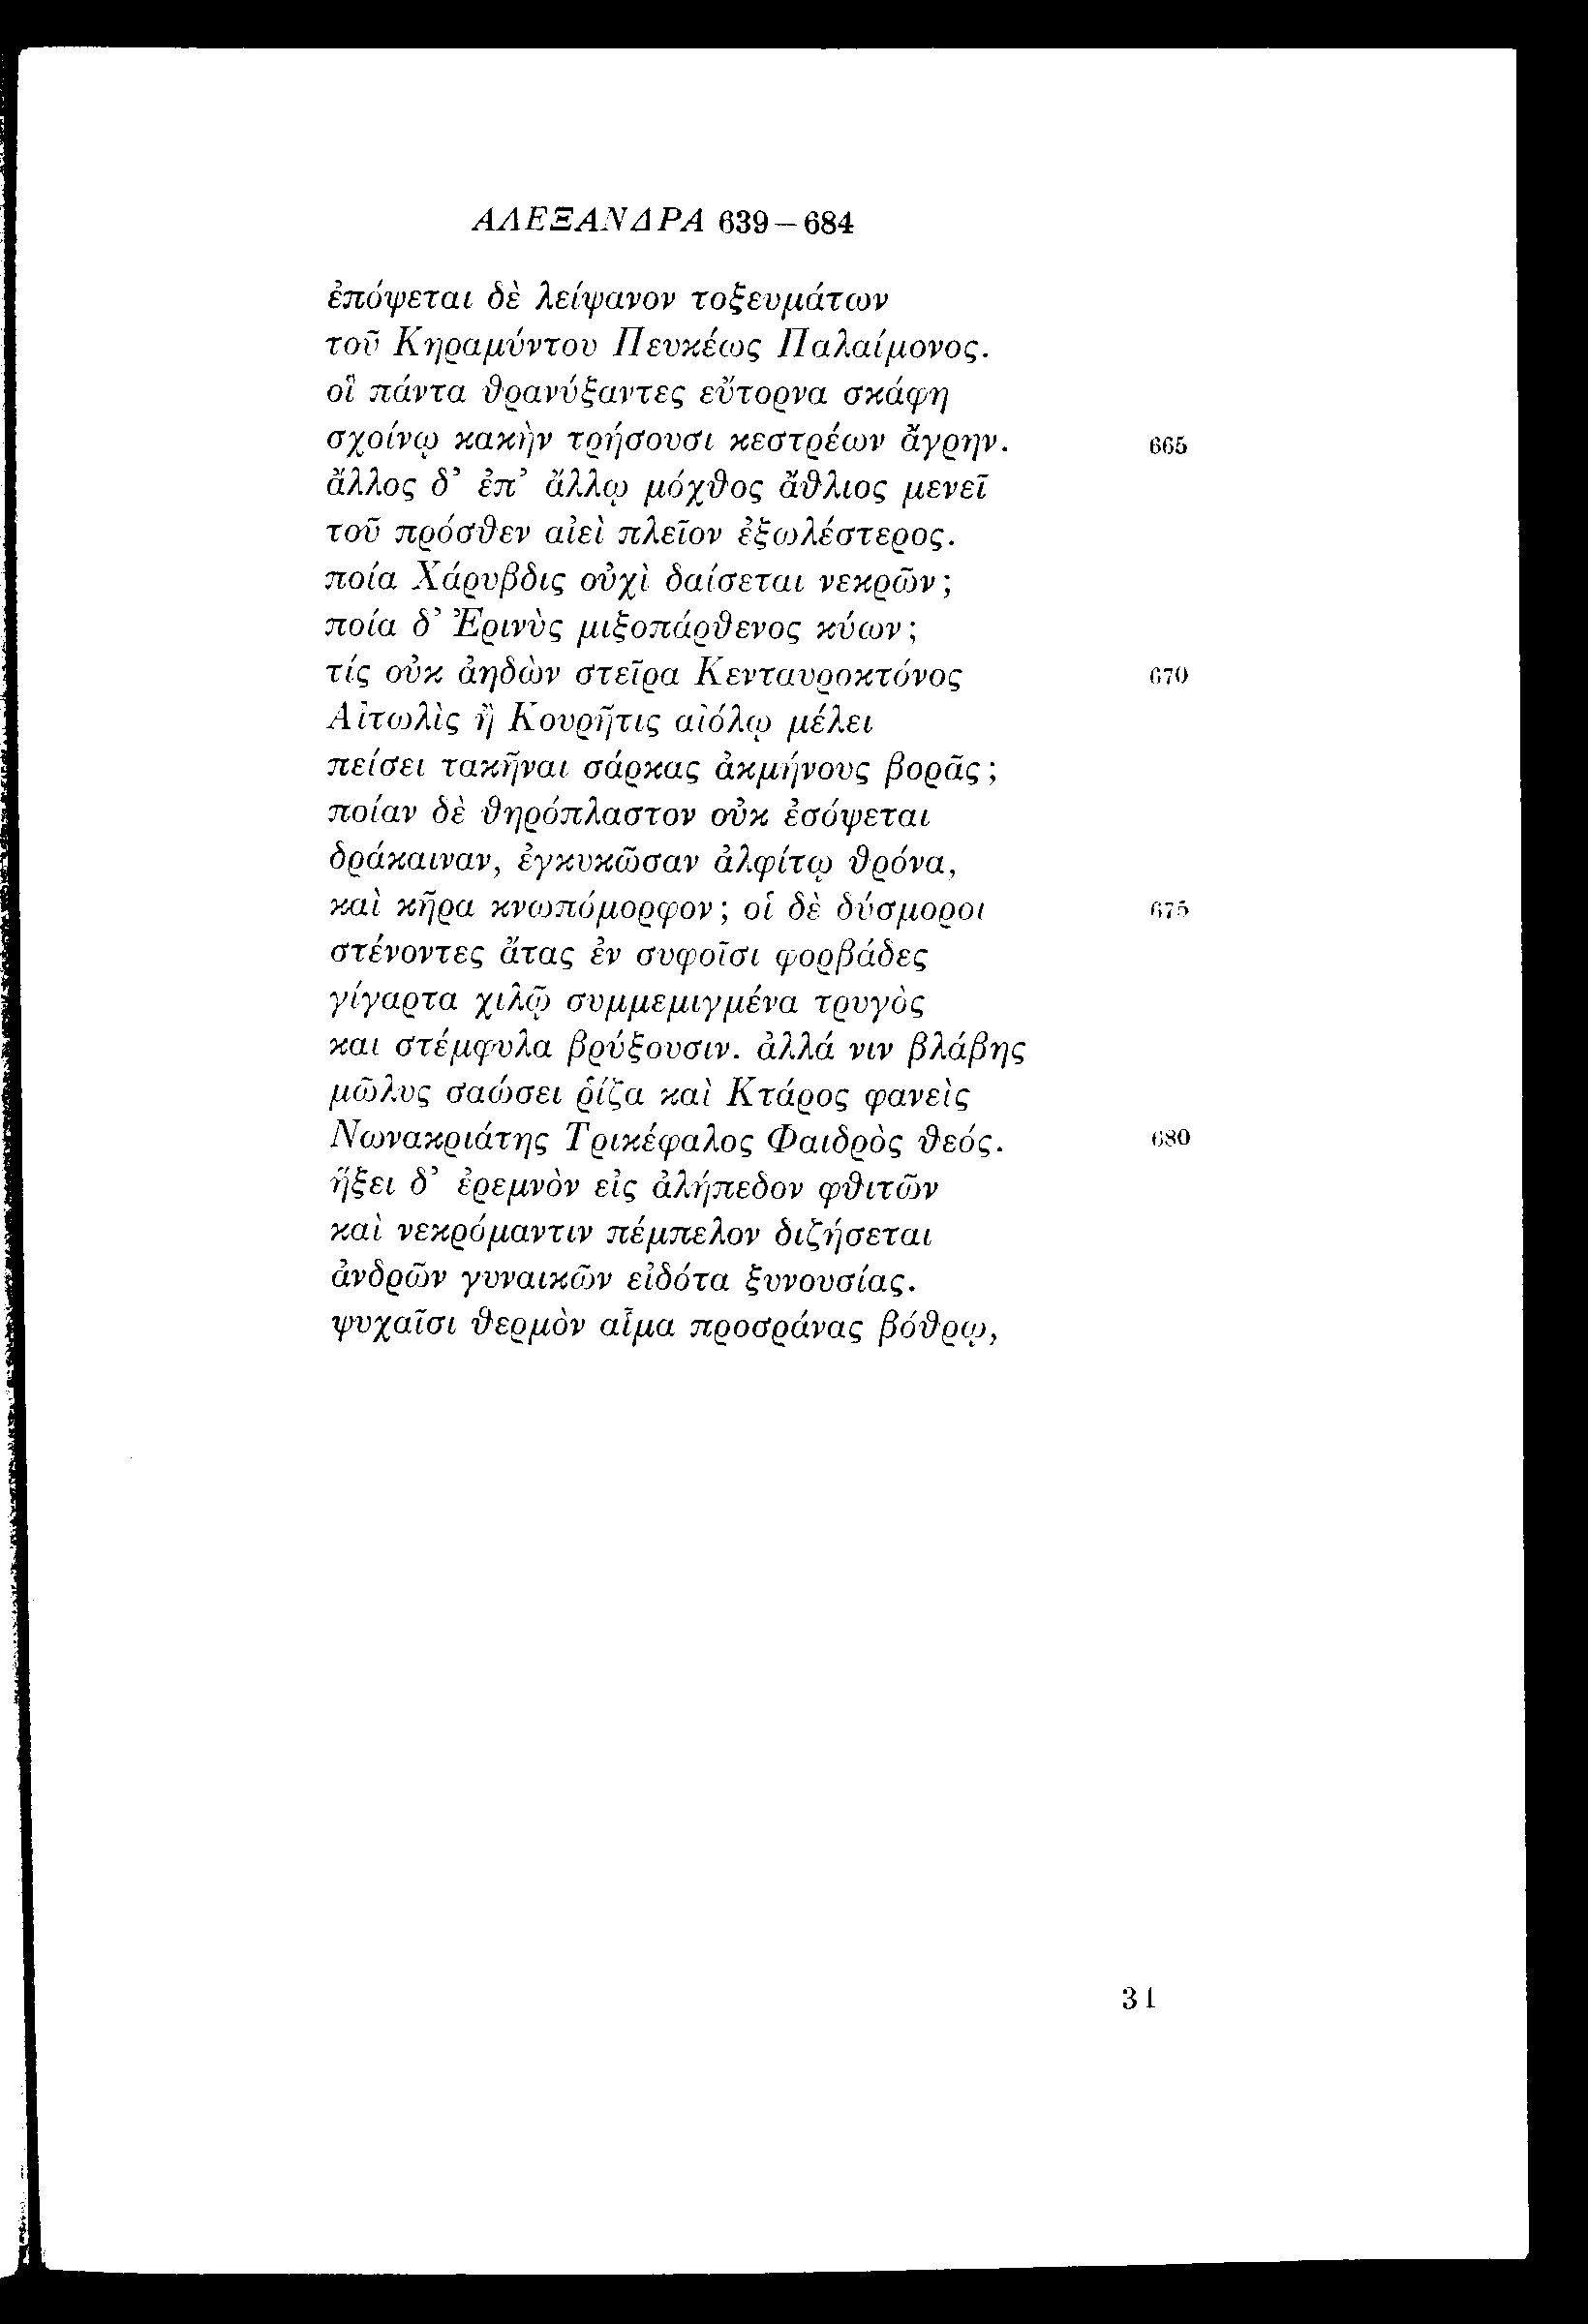 ΑΛΕΞΑΝΔΡΑ 639–684
ἐπόψεται δὲ λείψανον τοξευμάτων
τοῦ Κηραμύντου Πευκέως Παλαίμονος.
οἳ πάντα θρανύξαντες εὔτορνα σκάφη
σχοίνῳ κακὴν τρήσουσι κεστρέων ἄγρην. 665
ἄλλος δ’ ἐπ’ ἄλλῳ μόχθος ἄθλιος μενεῖ
τοῦ πρόσθεν αἰεὶ πλεῖον ἐξωλέστερος.
ποία Χάρυβδις οὐχὶ δαίσεται νεκρῶν;
ποία δ’ Ἐρινὺς μιξοπάρθενος κύων;
τίς οὐκ ἀηδὼν στεῖρα Κενταυροκτόνος 670
Αἰτωλὶς ἢ Κουρῆτις αἰόλῳ μέλει
πείσει τακῆναι σάρκας ἀκμήνους βορᾶς;
ποίαν δὲ θηρόπλαστον οὐκ ἐσόψεται
δράκαιναν, ἐγκυκῶσαν ἀλφίτῳ θρόνα,
καὶ κῆρα κνωπόμορφον; οἱ δὲ δύσμοροι 675
στένοντες ἄτας ἐν συφοῖσι φορβάδες
γίγαρτα χιλῷ συμμεμιγμένα τρυγὸς
και στέμφυλα βρύξουσιν. ἀλλά νιν βλάβης
μῶλυς σαώσει ῥίζα καὶ Κτάρος φανεὶς
Νωνακριάτης Τρικέφαλος Φαιδρὸς θεός. 680
ἥξει δ’ ἐρεμνὸν εἰς ἀλήπεδον φθιτῶν
καὶ νεκρόμαντιν πέμπελον διζήσεται
ἀνδρῶν γυναικῶν εἰδότα ξυνουσίας.
ψυχαῖσι θερμὸν αἷμα προσράνας βόθρῳ,
31